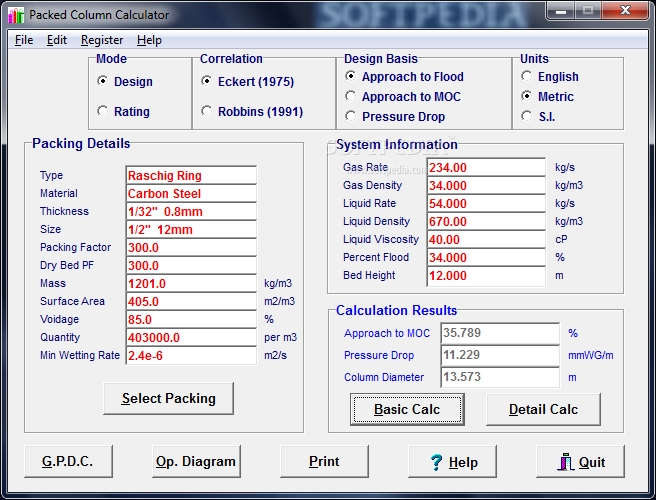 SOFTPEDIA
Packed Column Calculator
File Edit Register Help
Mode
Design
Rating
Correlation
Eckert (1975)
Robbins (1991)
Design Basis
Approach to Flood
Approach to MOC
Pressure Drop
Units
English
Metric
S.I.
Packing Details
Type Raschig Ring
Material Carbon Steel
Thickness 1/32" 0.8mm
Size 1/2" 12mm
Packing Factor 300.0
Dry Bed PF 300.0
Mass 1201.0 kg/m3
Surface Area 405.0 m2/m3
Voidage 85.0 %
Quantity 403000.0 per m3
Min Wetting Rate 2.4e-6 m2/s
Select Packing
System Information
Gas Rate 234.00 kg/s
Gas Density 34.000 kg/m3
Liquid Rate 54.000 kg/s
Liquid Density 670.00 kg/m3
Liquid Viscosity 40.00 cP
Percent Flood 34.000 %
Bed Height 12.000 m
Calculation Results
Approach to MOC 35.789 %
Pressure Drop 11.229 mmWG/m
Column Diameter 13.573 m
Basic Calc Detail Calc
G.P.D.C. Op. Diagram Print ? Help Quit